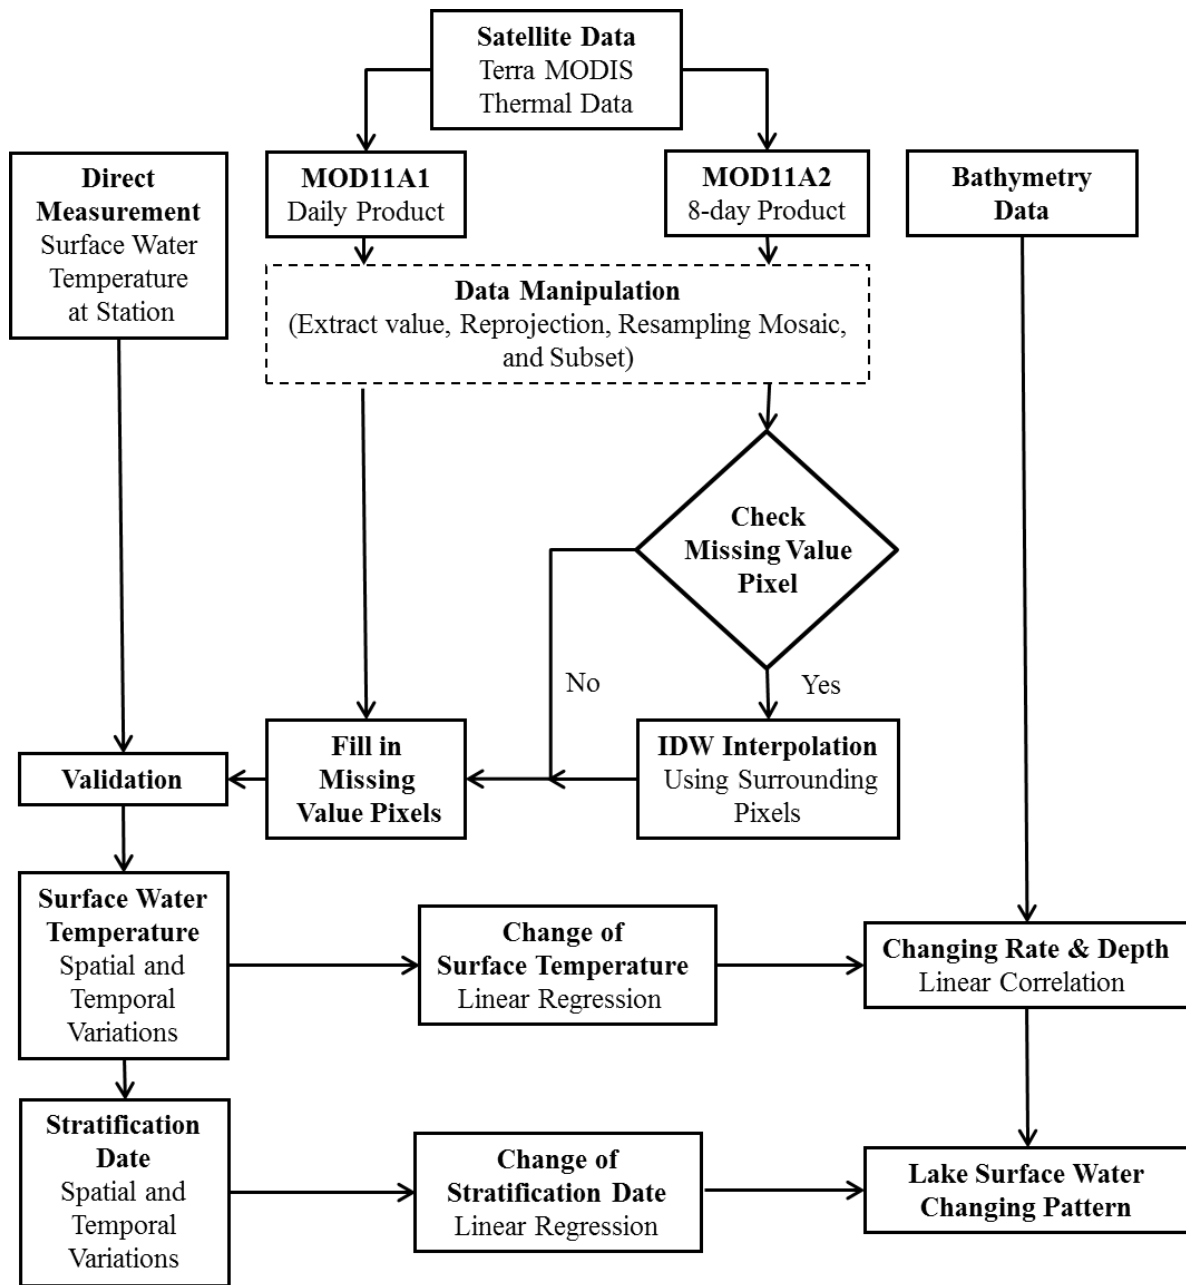 Satellite Data
Terra MODIS
Thermal Data
Direct
Measurement
Surface Water
Temperature
at Station
MOD11A1
Daily Product
MOD11A2
8-day Product
Bathymetry
Data
Data Manipulation
(Extract value, Reprojection, Resampling Mosaic,
and Subset)
Check
Missing Value
Pixel
No
Yes
Validation
Fill in
Missing
Value Pixels
IDW Interpolation
Using Surrounding
Pixels
Surface Water
Temperature
Spatial and
Temporal
Variations
Change of
Surface Temperature
Linear Regression
Changing Rate & Depth
Linear Correlation
Stratification
Date
Spatial and
Temporal
Variations
Change of
Stratification Date
Linear Regression
Lake Surface Water
Changing Pattern